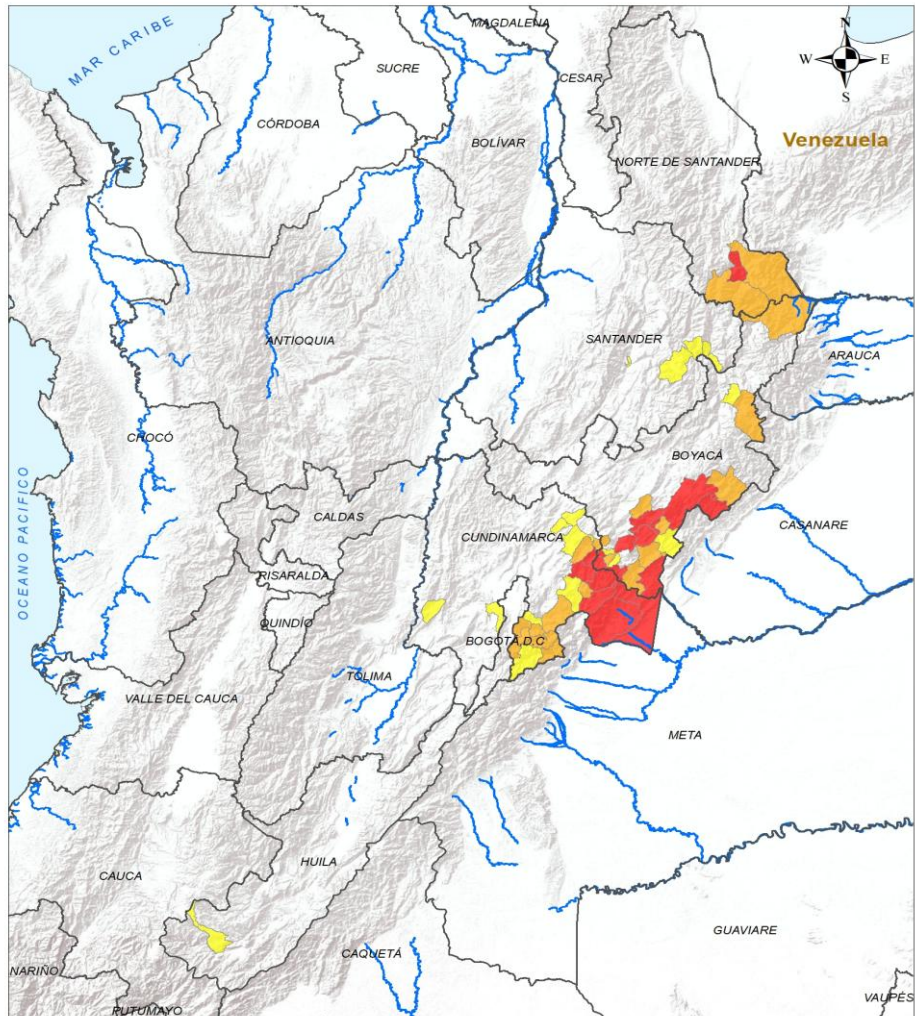 MAGDALENA
N
MAR CARIBE
W
E
SUCRE
CESAR
S
CÓRDOBA
BOLÍVAR
Venezuela
NORTE DE SANTANDER
ANTIOQUIA
SANTANDER
ARAUCA
CHOCÓ
BOYACÁ
OCEANO PACIFICO
CALDAS
CASANARE
CUNDINAMARCA
RISARALDA
QUINDÍO
BOGOTÁ D.C
TOLIMA
VALLE DEL CAUCA
META
HUILA
CAUCA
GUAVIARE
CAQUETÁ
NARIÑO
VAUPÉS
PUTUMAYO